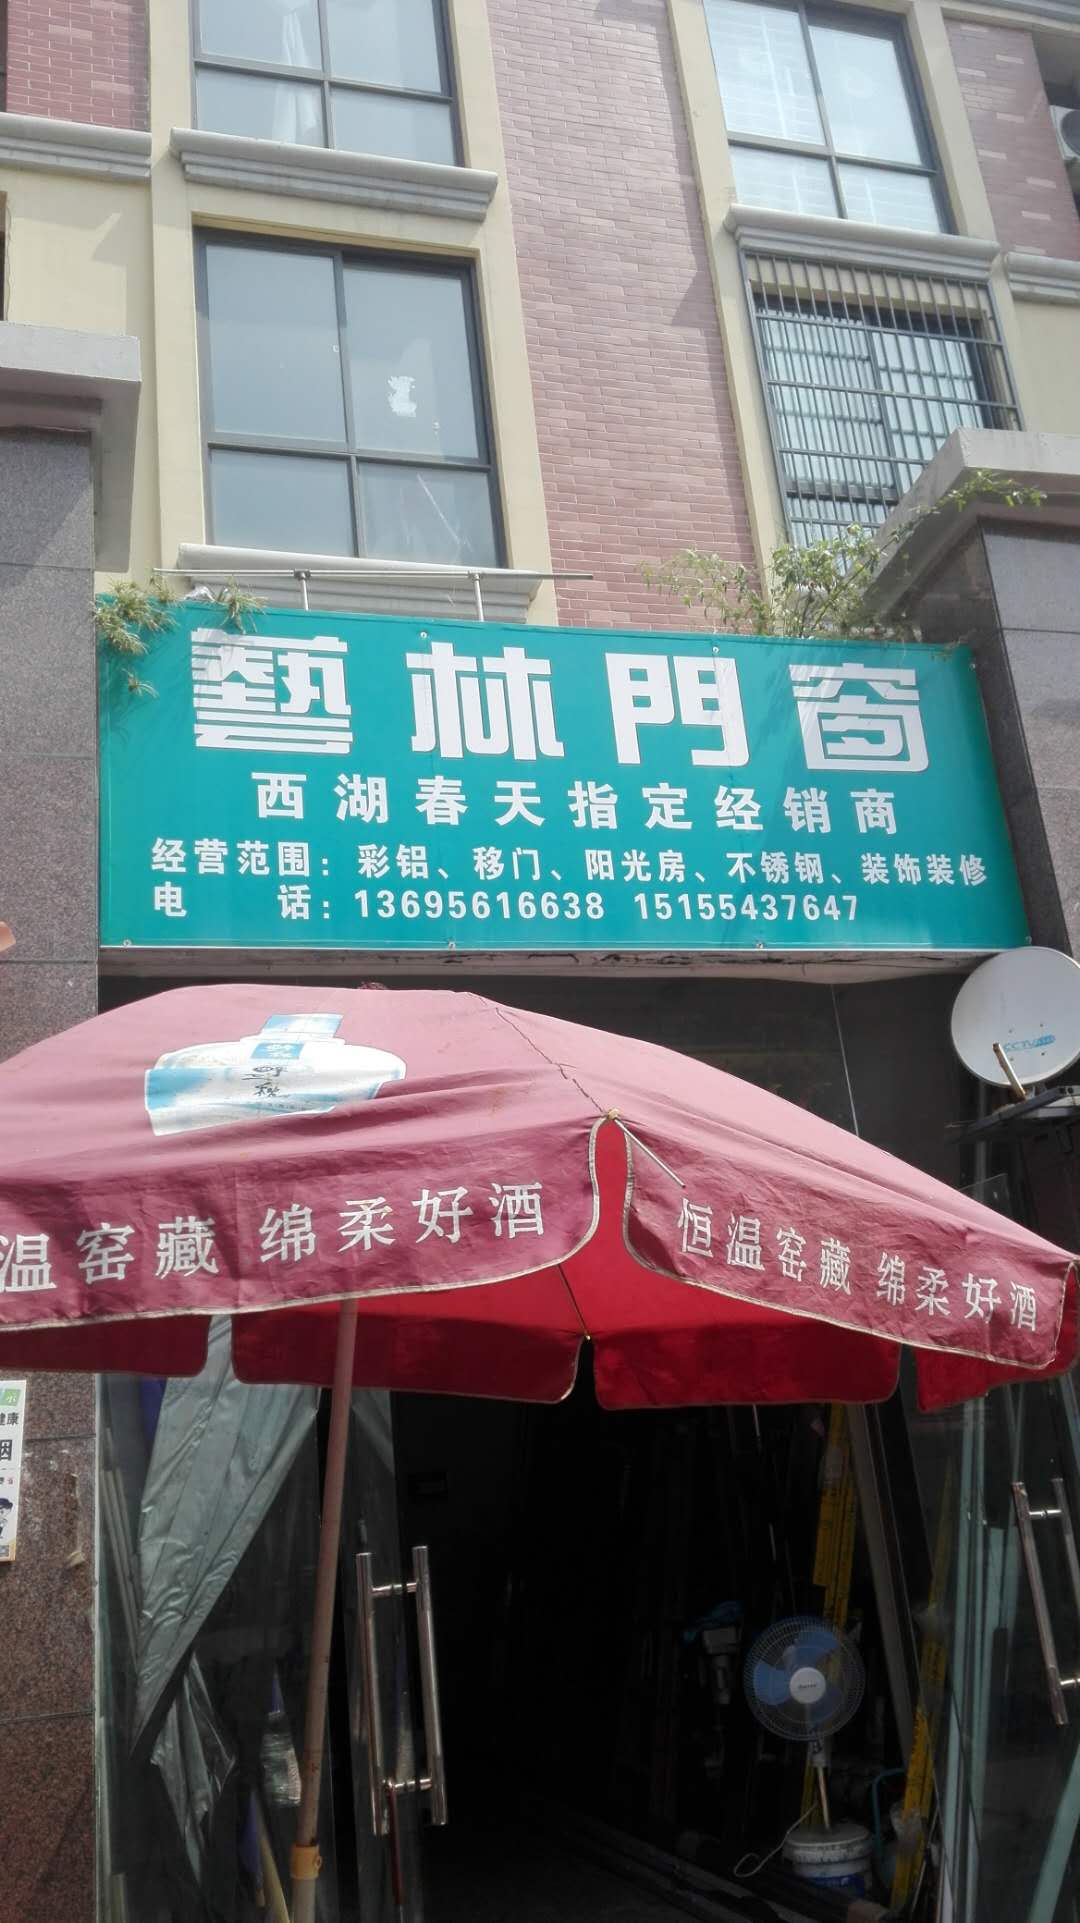 藝林門窗
西湖春天指定经销商
经营范围：彩铝、移门、阳光房、不锈钢、装饰装修
电 话：13695616638 15155437647
CCTV
温窑藏 绵柔好酒
恒温窑藏 绵柔好酒